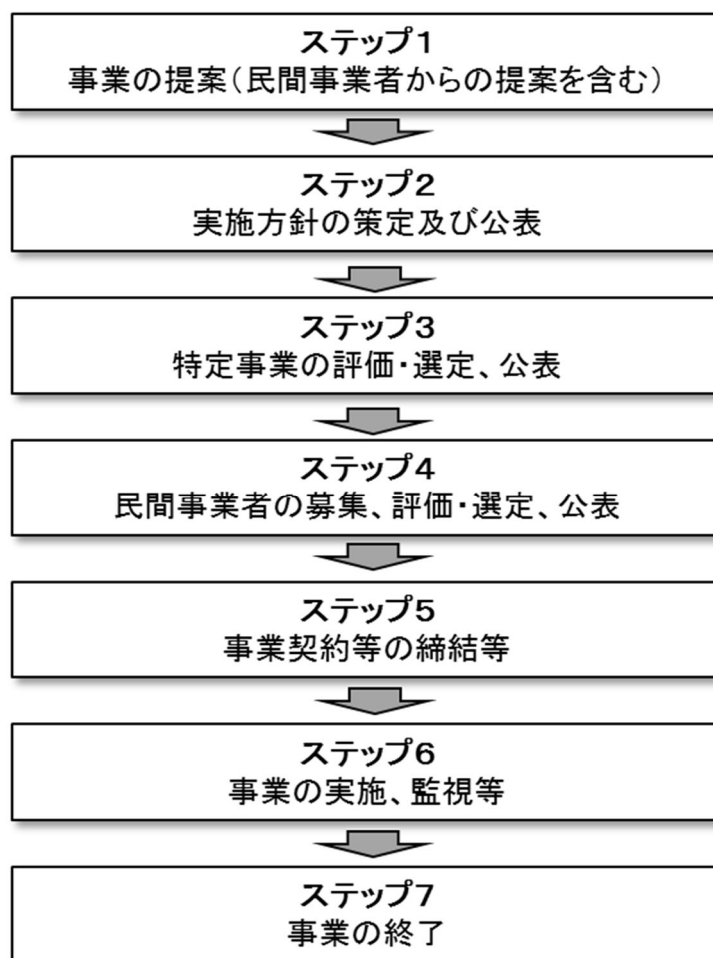 ステップ1
事業の提案（民間事業者からの提案を含む）
ステップ2
実施方針の策定及び公表
ステップ3
特定事業の評価・選定、公表
ステップ4
民間事業者の募集、評価・選定、公表
ステップ5
事業契約等の締結等
ステップ6
事業の実施、監視等
ステップ7
事業の終了